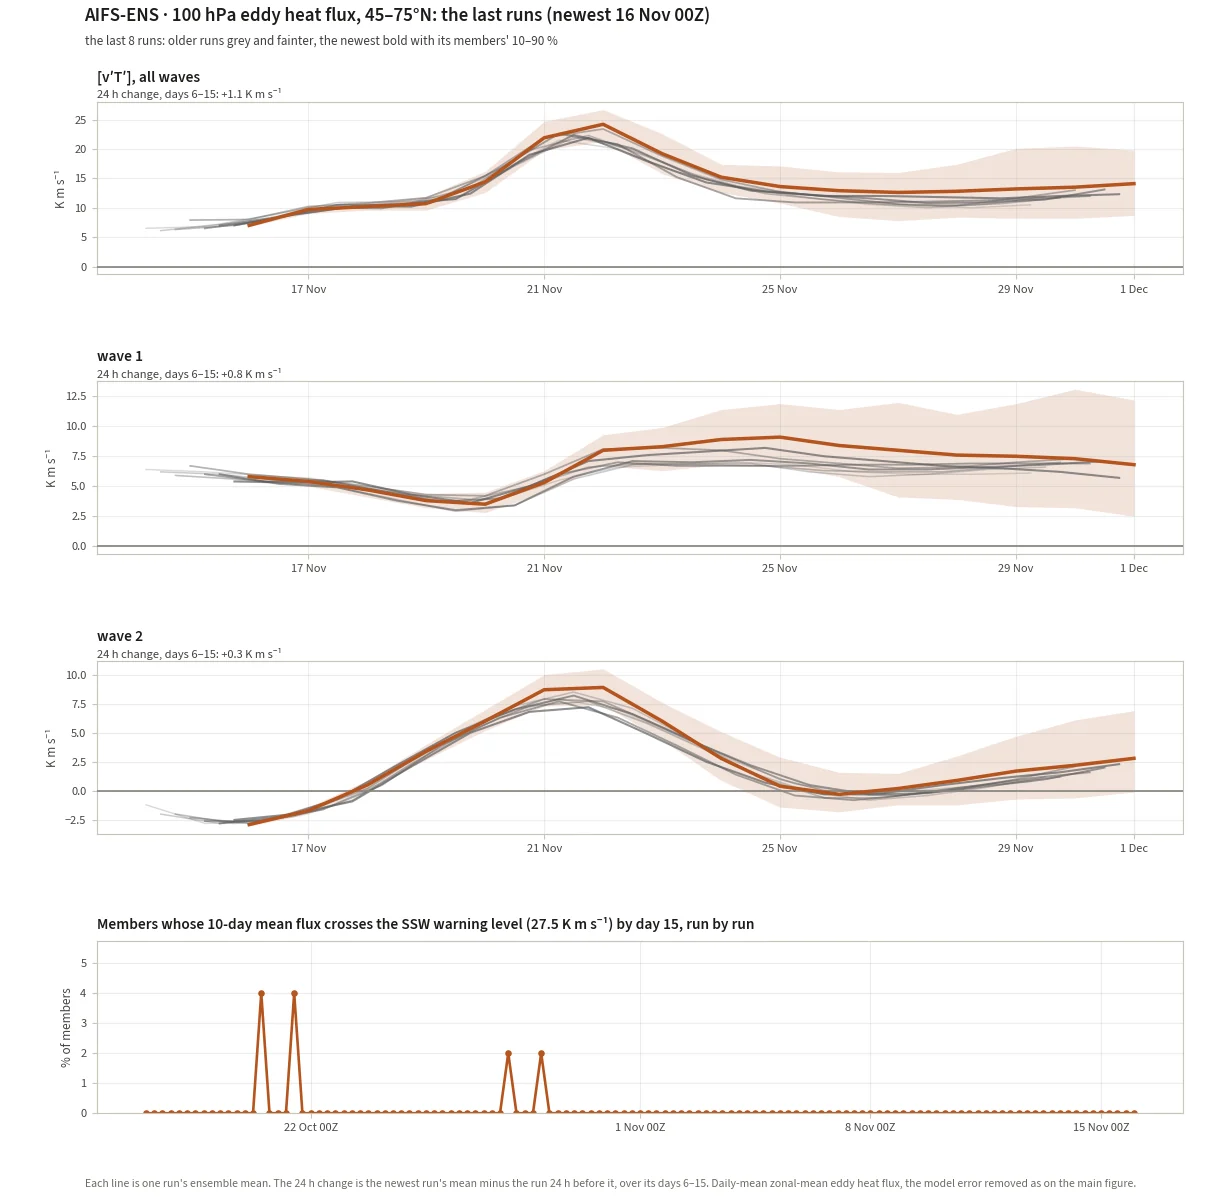 AIFS-ENS · 100 hPa eddy heat flux, 45–75°N: the last runs (newest 16 Nov 00Z)
the last 8 runs: older runs grey and fainter, the newest bold with its members' 10–90 %
[v′T′], all waves
24 h change, days 6–15: +1.1 K m s⁻¹
25
20
15
10
5
0
K m s⁻¹
17 Nov
21 Nov
25 Nov
29 Nov
1 Dec
wave 1
24 h change, days 6–15: +0.8 K m s⁻¹
12.5
10.0
7.5
5.0
2.5
0.0
K m s⁻¹
17 Nov
21 Nov
25 Nov
29 Nov
1 Dec
wave 2
24 h change, days 6–15: +0.3 K m s⁻¹
10.0
7.5
5.0
2.5
0.0
−2.5
K m s⁻¹
17 Nov
21 Nov
25 Nov
29 Nov
1 Dec
Members whose 10-day mean flux crosses the SSW warning level (27.5 K m s⁻¹) by day 15, run by run
5
4
3
2
1
0
% of members
22 Oct 00Z
1 Nov 00Z
8 Nov 00Z
15 Nov 00Z
Each line is one run's ensemble mean. The 24 h change is the newest run's mean minus the run 24 h before it, over its days 6–15. Daily-mean zonal-mean eddy heat flux, the model error removed as on the main figure.